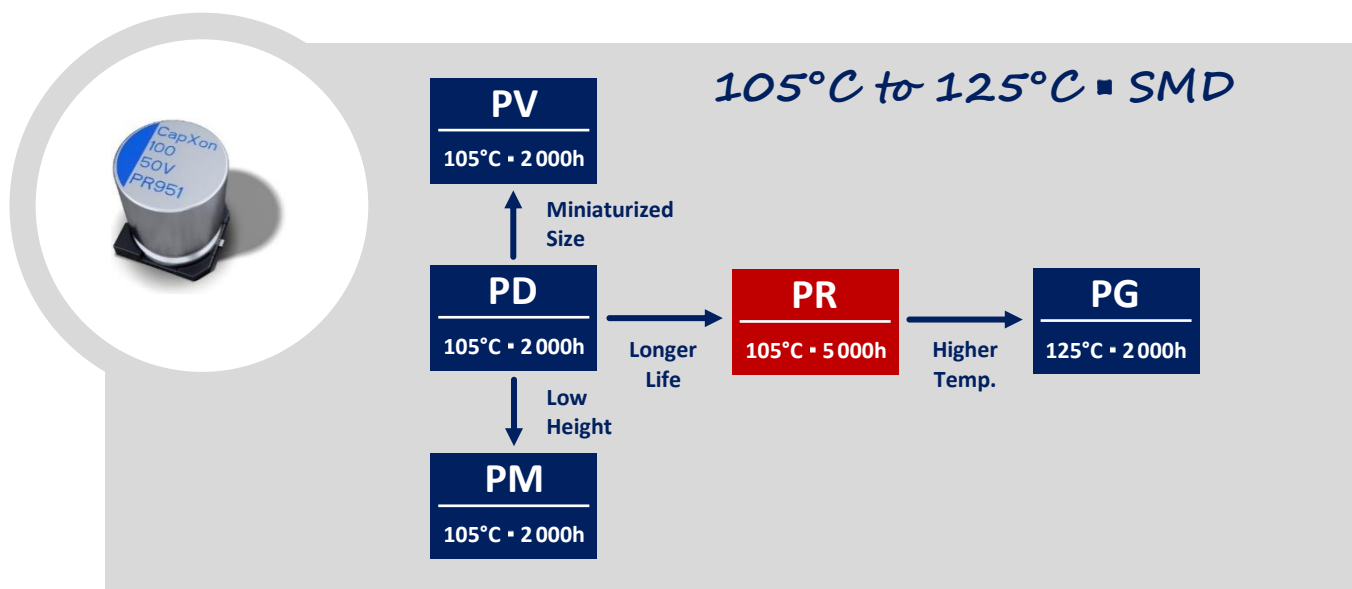 105°C to 125°C ▪ SMD
CapXon
100
50V
PR951
PV
105°C ▪ 2 000h
Miniaturized
Size
PD
105°C ▪ 2 000h
Longer
Life
PR
105°C ▪ 5 000h
Higher
Temp.
PG
125°C ▪ 2 000h
Low
Height
PM
105°C ▪ 2 000h